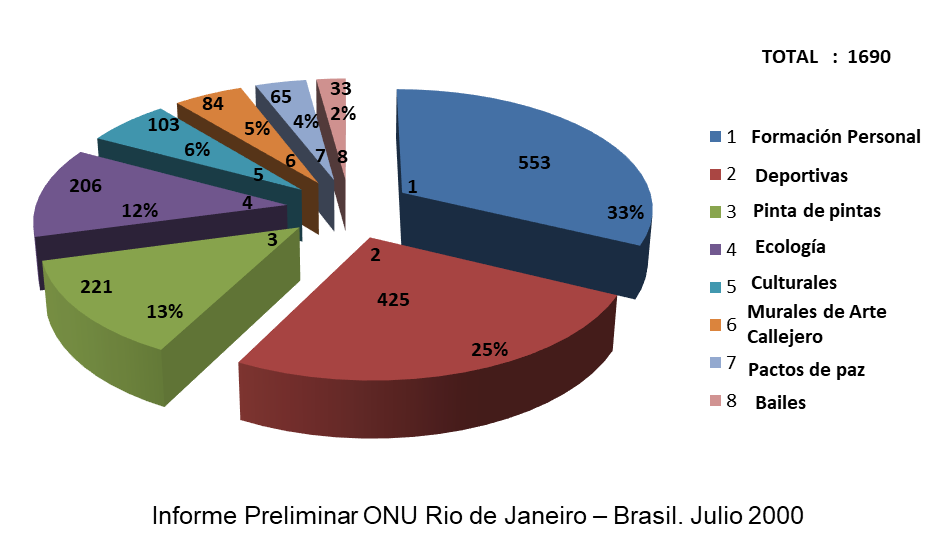 TOTAL : 1690
33
2%
8
65
4%
7
84
5%
6
103
6%
5
206
12%
4
221
13%
3
553
33%
1
2
425
25%
1 Formación Personal
2 Deportivas
3 Pinta de pintas
4 Ecología
5 Culturales
6 Murales de Arte
Callejero
7 Pactos de paz
8 Bailes
Informe Preliminar ONU Rio de Janeiro – Brasil. Julio 2000